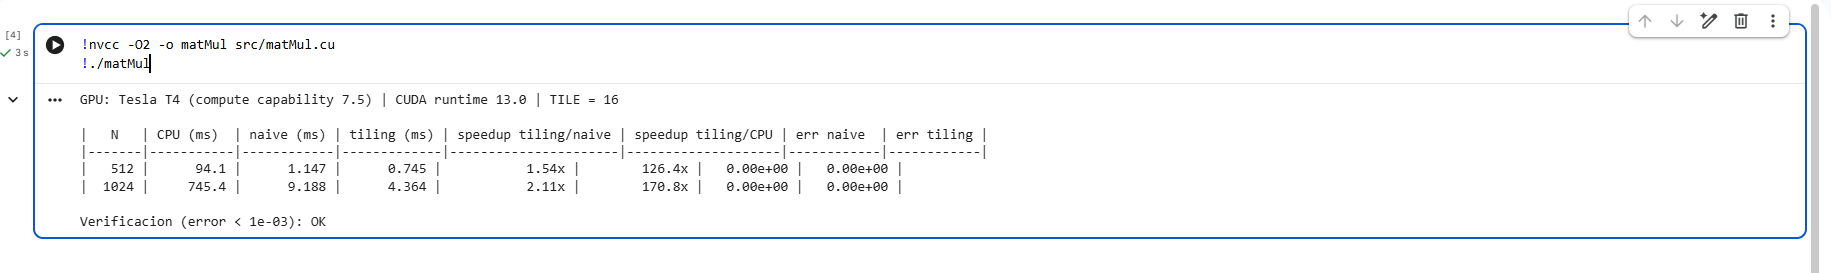 [4]
3 s
!nvcc -O2 -o matMul src/matMul.cu
!./matMul
GPU: Tesla T4 (compute capability 7.5) | CUDA runtime 13.0 | TILE = 16
|   N   | CPU (ms)  | naive (ms) | tiling (ms) | speedup tiling/naive | speedup tiling/CPU | err naive  | err tiling |
|-------|-----------|------------|-------------|----------------------|--------------------|------------|------------|
|   512 |      94.1 |      1.147 |      0.745 |           1.54x |        126.4x |   0.00e+00 |   0.00e+00 |
|  1024 |     745.4 |      9.188 |      4.364 |           2.11x |        170.8x |   0.00e+00 |   0.00e+00 |
Verificacion (error < 1e-03): OK